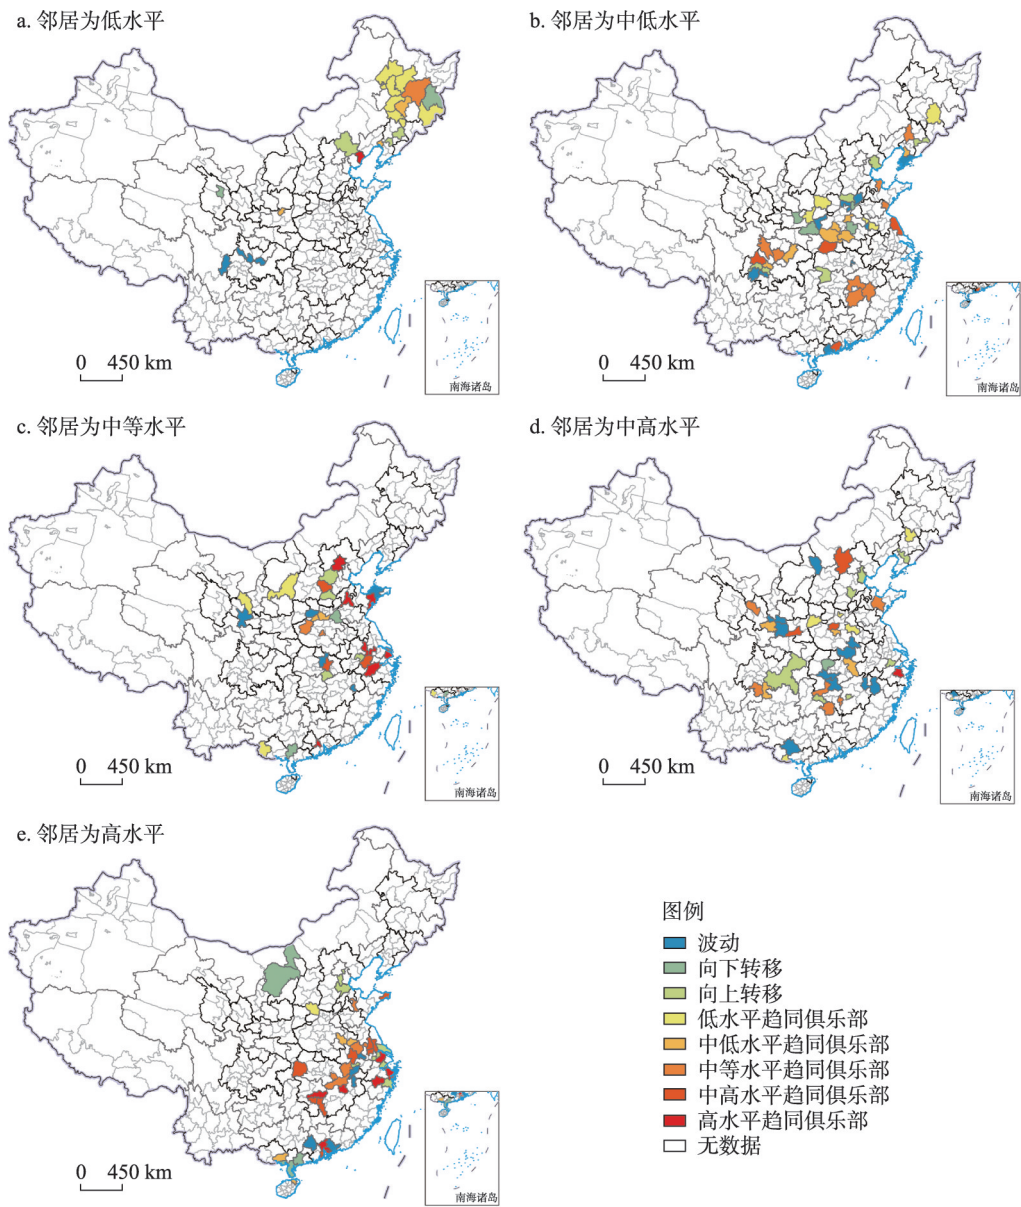 a. 邻居为低水平
b. 邻居为中低水平
0 450 km
南海诸岛
0 450 km
南海诸岛
c. 邻居为中等水平
d. 邻居为中高水平
0 450 km
南海诸岛
0 450 km
南海诸岛
e. 邻居为高水平
0 450 km
南海诸岛
图例
波动
向下转移
向上转移
低水平趋同俱乐部
中低水平趋同俱乐部
中等水平趋同俱乐部
中高水平趋同俱乐部
高水平趋同俱乐部
无数据